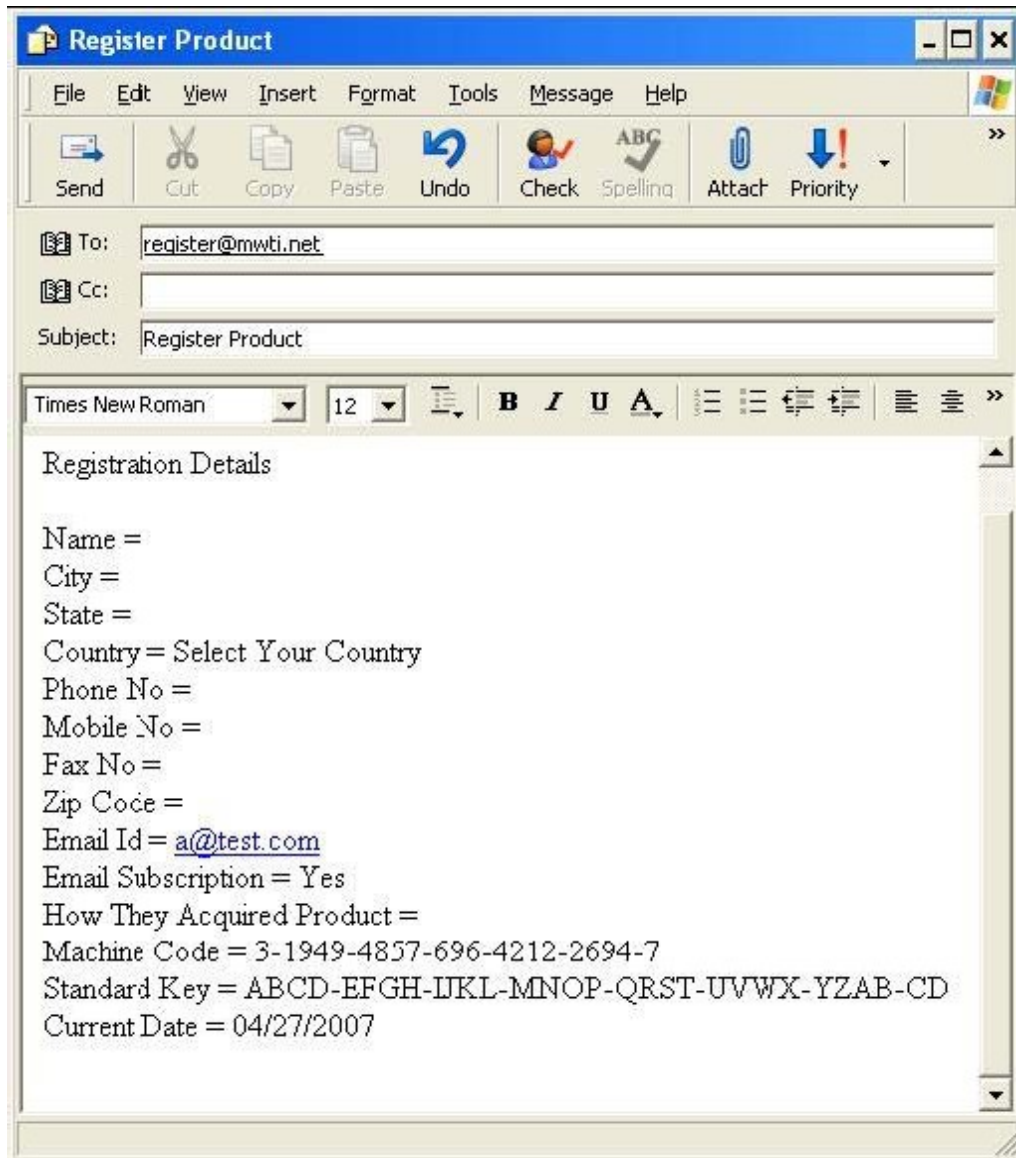 Register Product
File Edit View Insert Format Tools Message Help
Send Cut Copy Paste Undo Check ABC Spelling Attach Priority
To: register@mwti.net
Cc:
Subject: Register Product
Times New Roman 12 B I U A
Registration Details
Name =
City =
State =
Country = Select Your Country
Phone No =
Mobile No =
Fax No =
Zip Code =
Email Id = a@test.com
Email Subscription = Yes
How They Acquired Product =
Machine Code = 3-1949-4857-696-4212-2694-7
Standard Key = ABCD-EFGH-IJKL-MNOP-QRST-UVWX-YZAB-CD
Current Date = 04/27/2007